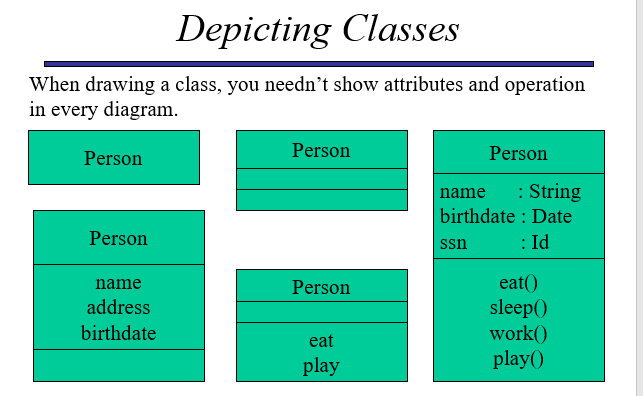 Depicting Classes
When drawing a class, you needn’t show attributes and operation
in every diagram.
Person
Person
Person
name : String
birthdate : Date
ssn : Id
eat()
sleep()
work()
play()
Person
name
address
birthdate
Person
eat
play